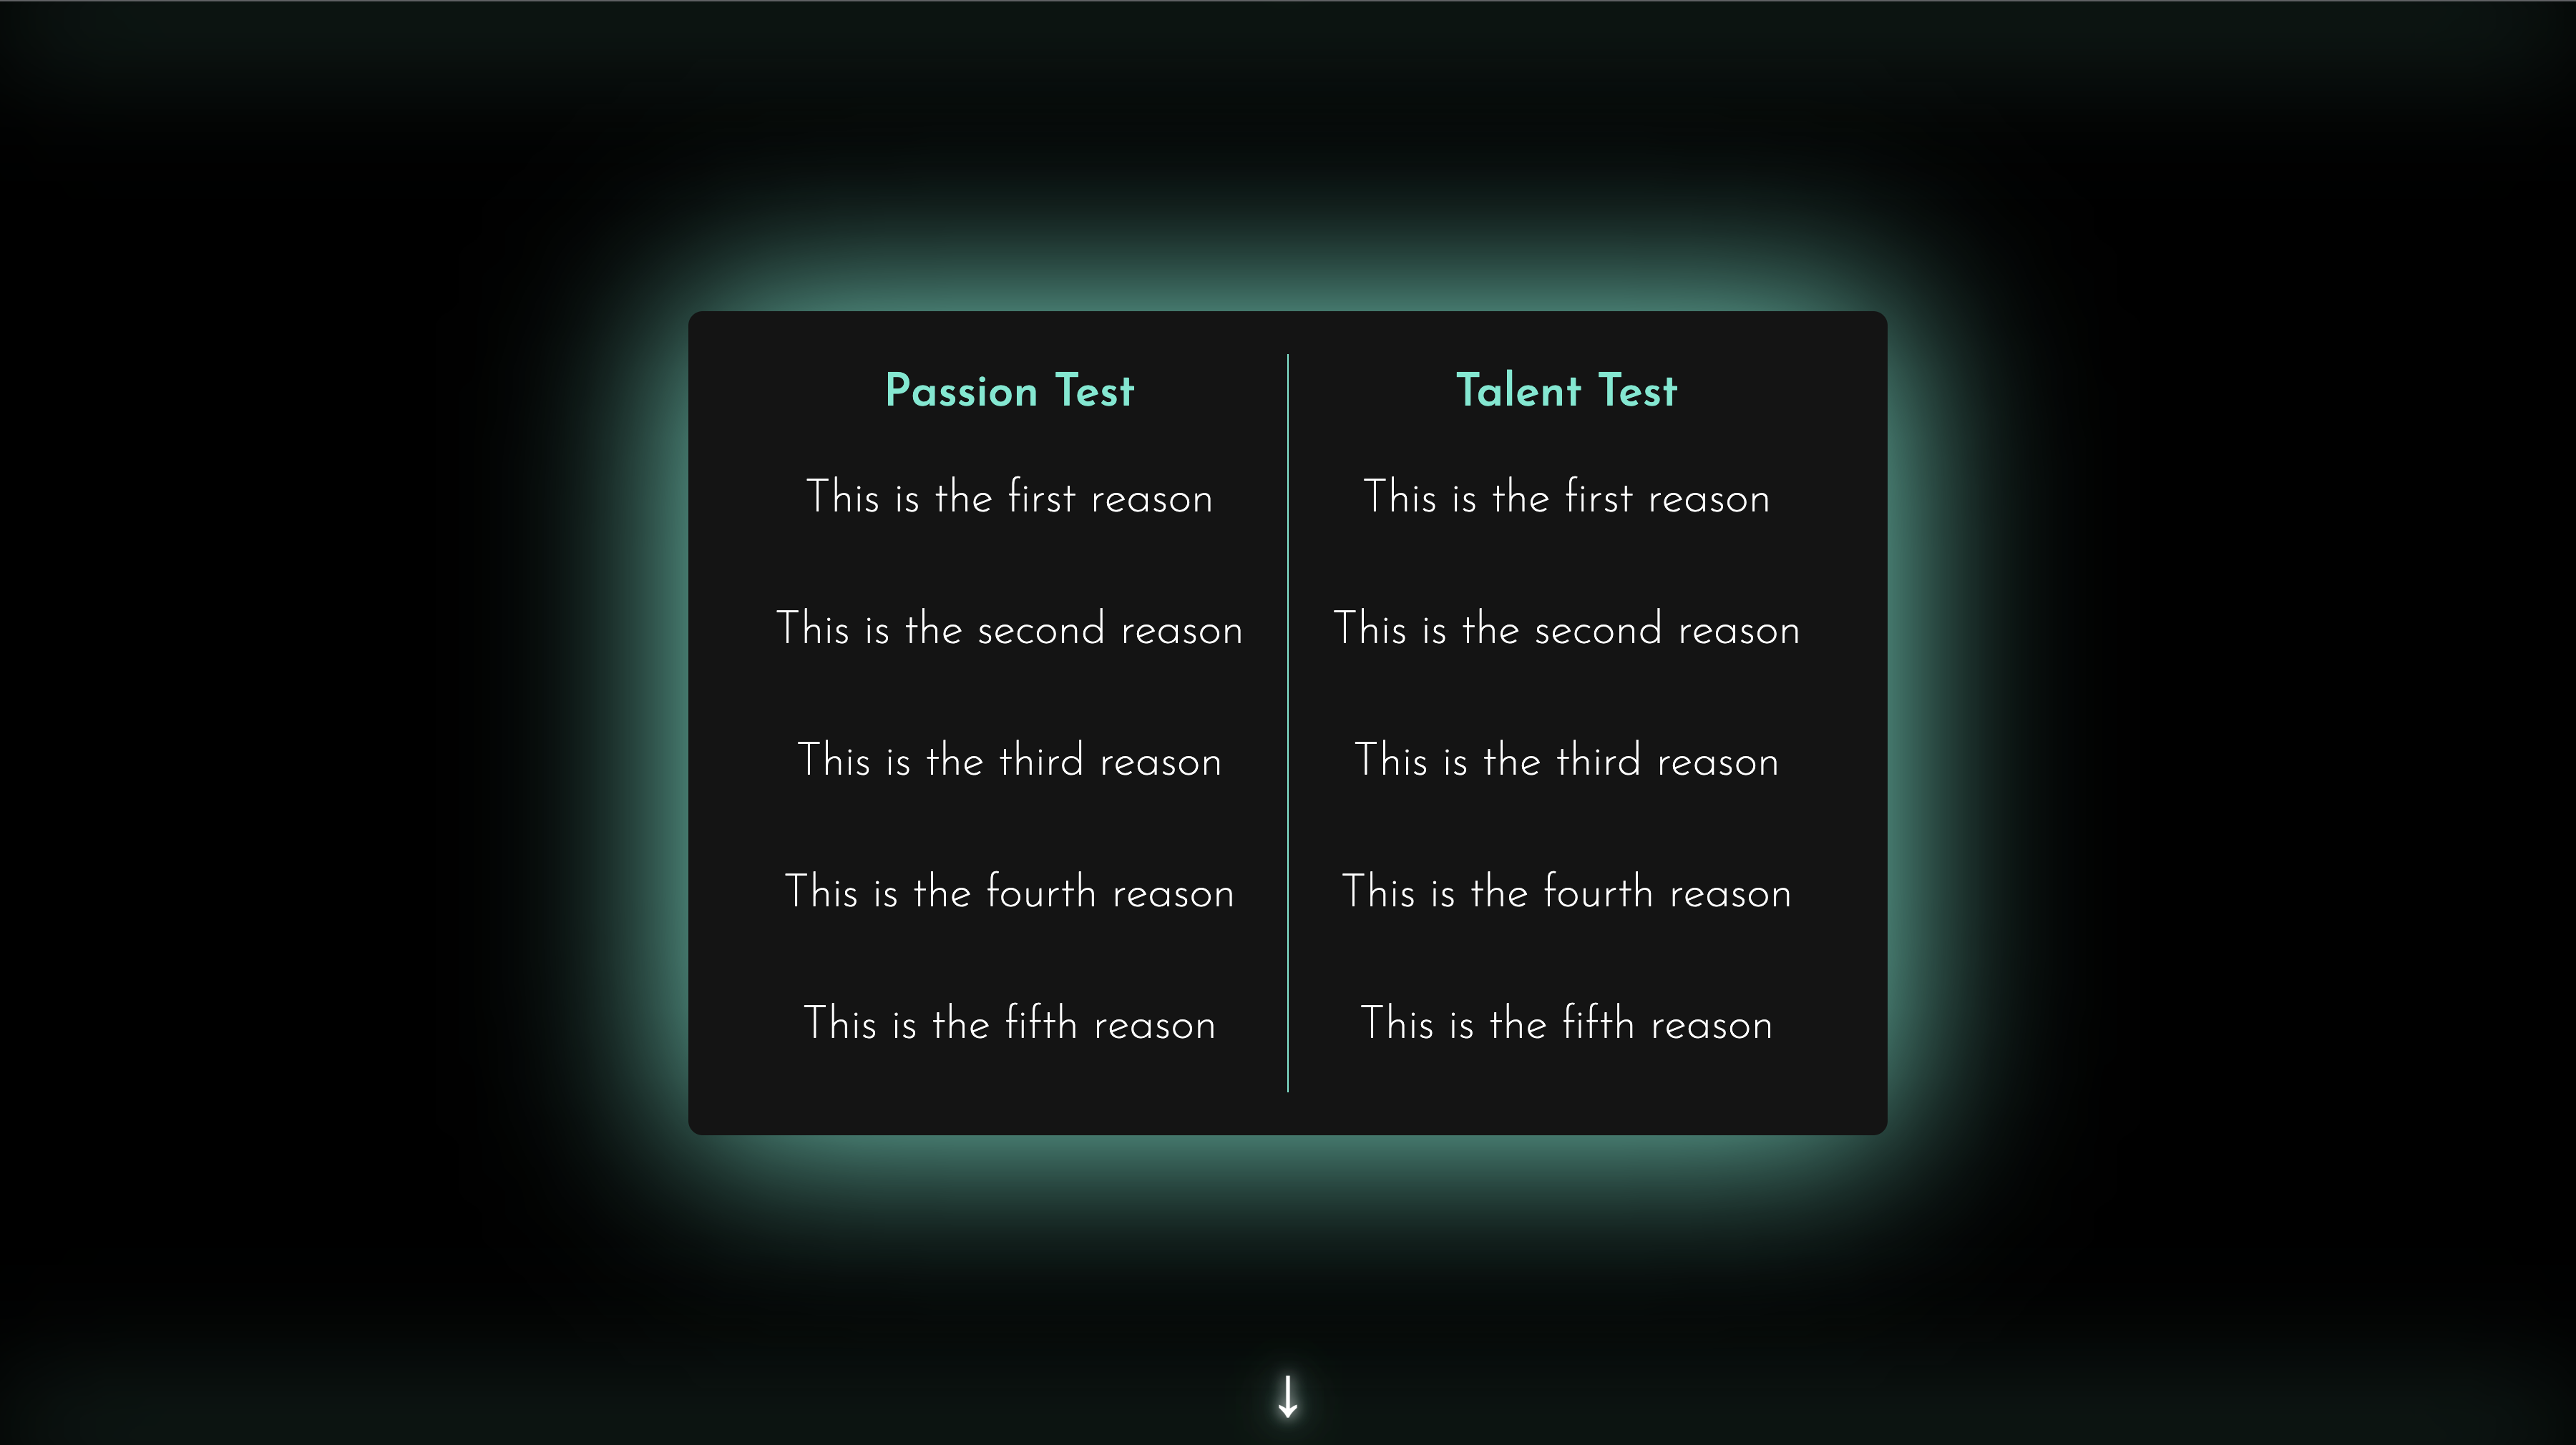 Passion Test
This is the first reason
This is the second reason
This is the third reason
This is the fourth reason
This is the fifth reason
Talent Test
This is the first reason
This is the second reason
This is the third reason
This is the fourth reason
This is the fifth reason